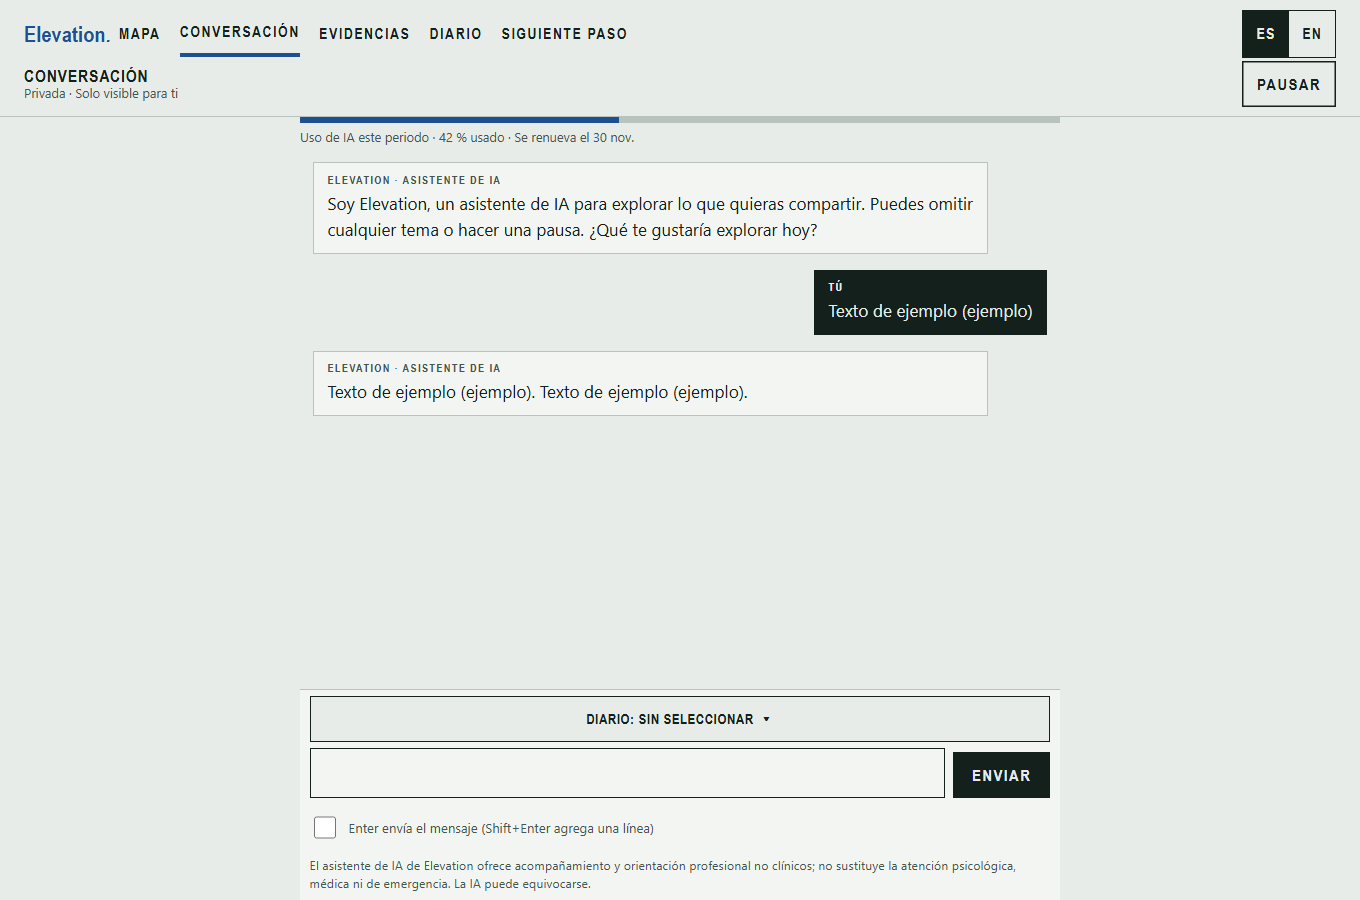 Elevation. MAPA CONVERSACIÓN EVIDENCIAS DIARIO SIGUIENTE PASO
ES EN
CONVERSACIÓN
Privada · Solo visible para ti
PAUSAR
Uso de IA este periodo · 42 % usado · Se renueva el 30 nov.
ELEVATION · ASISTENTE DE IA
Soy Elevation, un asistente de IA para explorar lo que quieras compartir. Puedes omitir
cualquier tema o hacer una pausa. ¿Qué te gustaría explorar hoy?
TÚ
Texto de ejemplo (ejemplo)
ELEVATION · ASISTENTE DE IA
Texto de ejemplo (ejemplo). Texto de ejemplo (ejemplo).
DIARIO: SIN SELECCIONAR ▾
ENVIAR
Enter envía el mensaje (Shift+Enter agrega una línea)
El asistente de IA de Elevation ofrece acompañamiento y orientación profesional no clínicos; no sustituye la atención psicológica,
médica ni de emergencia. La IA puede equivocarse.